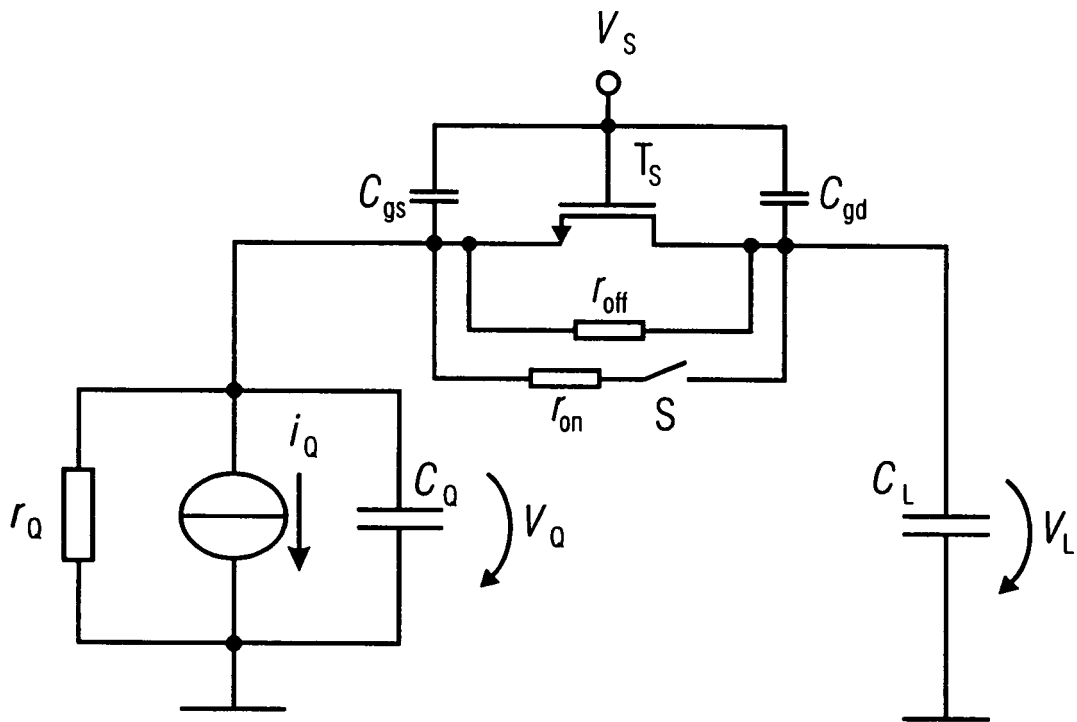 V_S
T_S
C_gs
C_gd
r_off
r_on
S
i_Q
r_Q
C_Q
V_Q
C_L
V_L